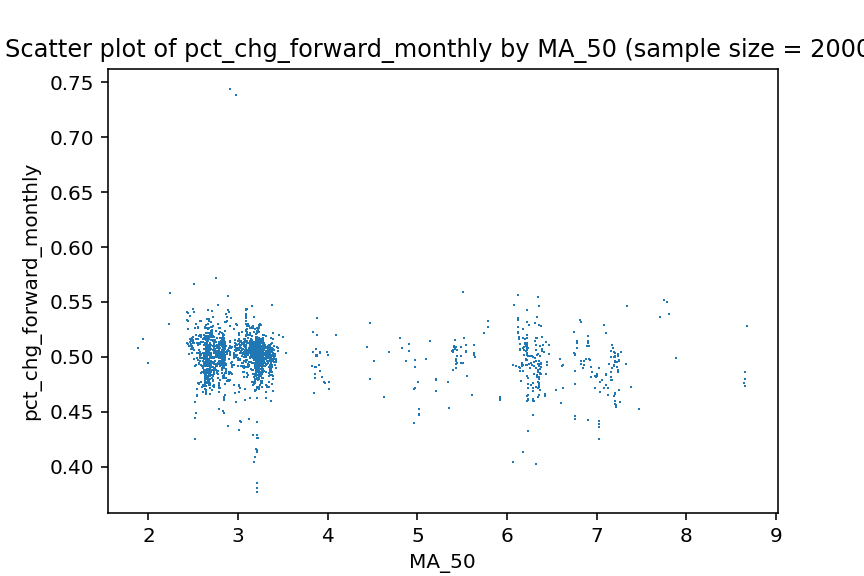 Scatter plot of pct_chg_forward_monthly by MA_50 (sample size = 2000
0.75
0.70
0.65
0.60
0.55
0.50
0.45
0.40
pct_chg_forward_monthly
2 3 4 5 6 7 8 9
MA_50